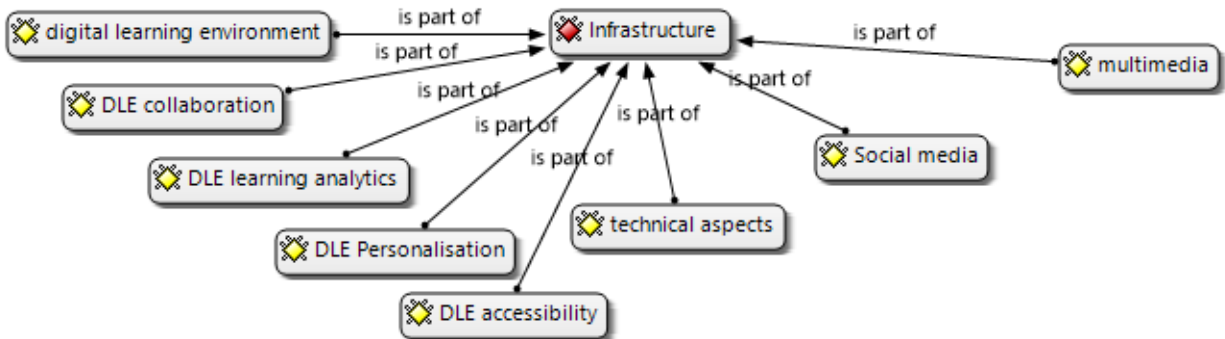 is part of
digital learning environment
Infrastructure
is part of
is part of
multimedia
DLE collaboration
is part of
is part of
is part of
is part of
is part of
Social media
DLE learning analytics
technical aspects
DLE Personalisation
DLE accessibility